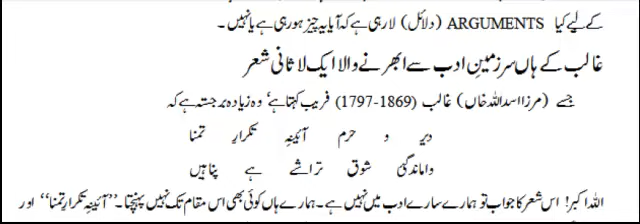 کے لیے کیا ARGUMENTS (دلائل) لا رہی ہے کہ آیا یہ چیز ہو رہی ہے یا نہیں۔
غالب کے ہاں سرزمینِ ادب سے ابھرنے والا ایک لاثانی شعر
جسے (مرزا اسد اللہ خاں) غالب (1869-1797) قریب کہتا ہے' وہ زیادہ برجستہ ہے کہ
دیر و حرم آئینہِ تکرارِ تمنا
واماندگیٔ شوق تراشے ہے پناہیں
اللہ اکبر! اس شعر کا جواب تو ہمارے سارے ادب میں نہیں ہے۔ ہمارے ہاں کوئی بھی اس مقام تک نہیں پہنچتا۔ "آئینہِ تکرارِ تمنا" اور